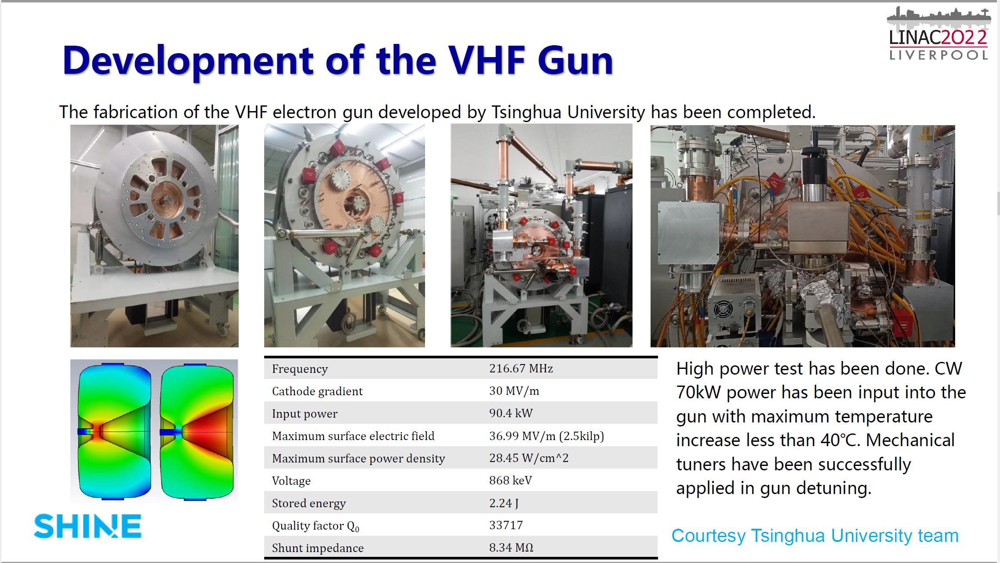 LINAC2022
LIVERPOOL
Development of the VHF Gun
The fabrication of the VHF electron gun developed by Tsinghua University has been completed.
Frequency 216.67 MHz
Cathode gradient 30 MV/m
Input power 90.4 kW
Maximum surface electric field 36.99 MV/m (2.5kilp)
Maximum surface power density 28.45 W/cm^2
Voltage 868 keV
Stored energy 2.24 J
Quality factor Q₀ 33717
Shunt impedance 8.34 MΩ
High power test has been done. CW
70kW power has been input into the
gun with maximum temperature
increase less than 40℃. Mechanical
tuners have been successfully
applied in gun detuning.
SHINE
Courtesy Tsinghua University team